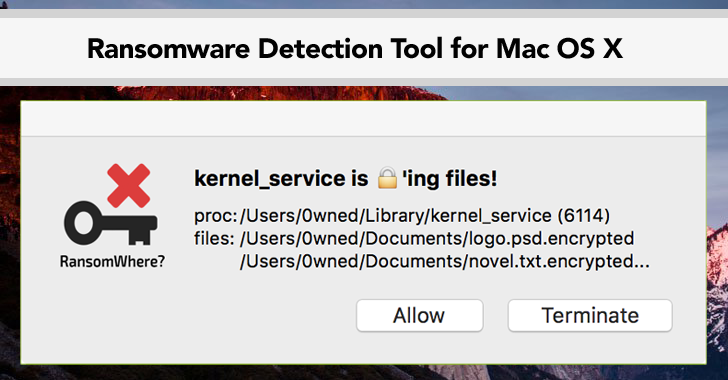 Ransomware Detection Tool for Mac OS X
kernel_service is 🔒'ing files!
proc: /Users/0wned/Library/kernel_service (6114)
files: /Users/0wned/Documents/logo.psd.encrypted
/Users/0wned/Documents/novel.txt.encrypted...
RansomWhere?
Allow
Terminate